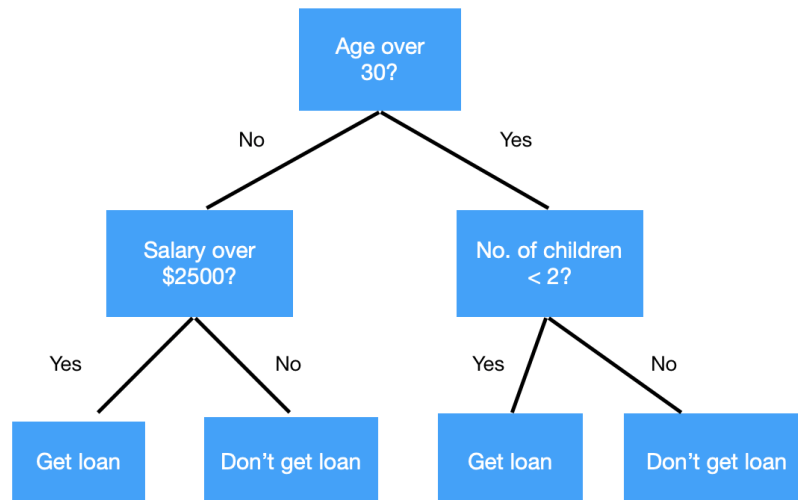 Age over
30?
No
Yes
Salary over
$2500?
No. of children
< 2?
Yes
No
Yes
No
Get loan
Don’t get loan
Get loan
Don’t get loan